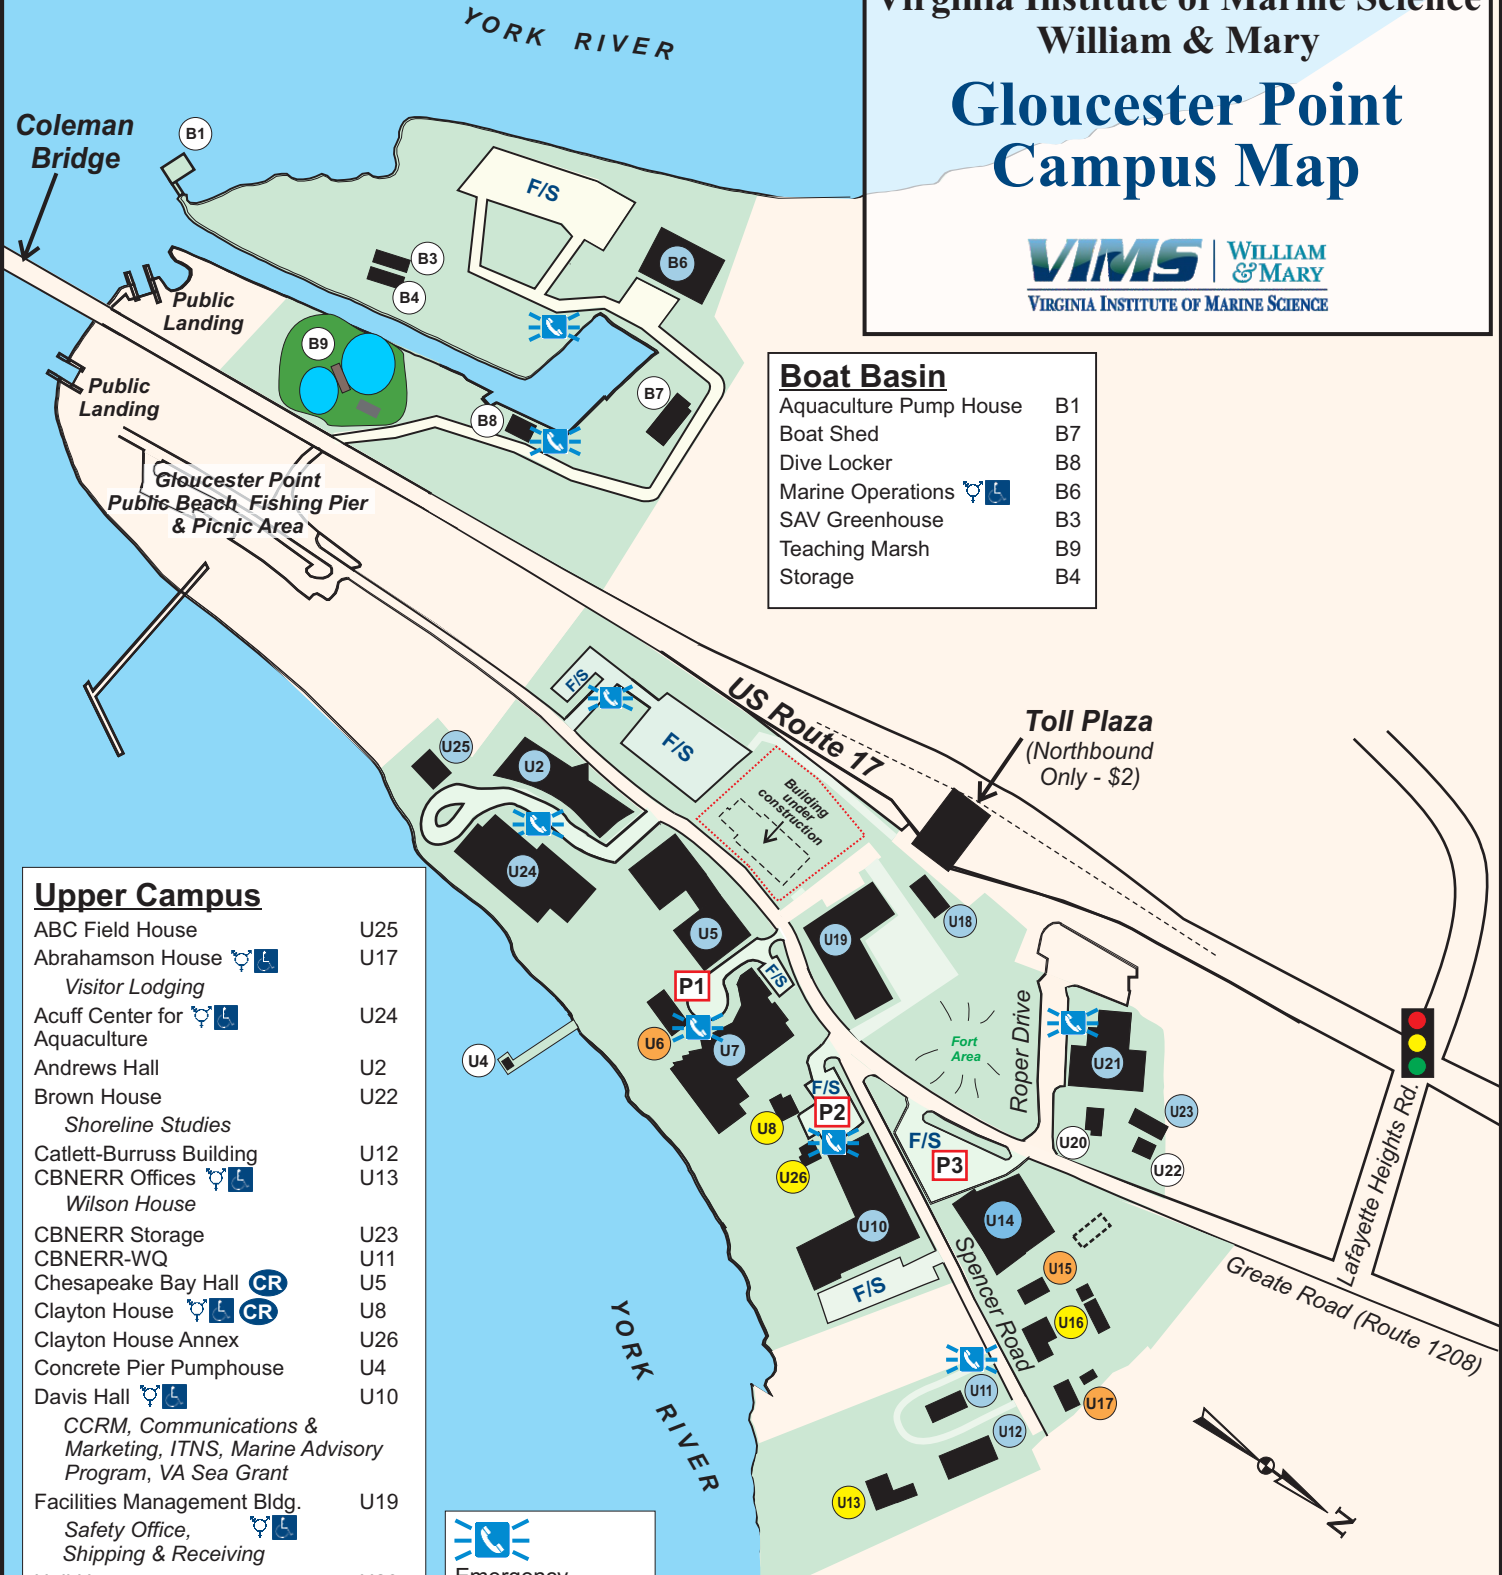 Virginia Institute of Marine Science
William & Mary
Gloucester Point
Campus Map
VIMS | WILLIAM & MARY
VIRGINIA INSTITUTE OF MARINE SCIENCE
YORK RIVER
Coleman
Bridge
B1
F/S
B3
B4
B6
Public
Landing
B9
Public
Landing
B7
B8
Gloucester Point
Public Beach Fishing Pier
& Picnic Area
Boat Basin
Aquaculture Pump House B1
Boat Shed B7
Dive Locker B8
Marine Operations B6
SAV Greenhouse B3
Teaching Marsh B9
Storage B4
F/S
F/S
US Route 17
Toll Plaza
(Northbound
Only - $2)
Building
under
construction
U25
U2
U24
U5
U19
U18
P1
F/S
U6
U7
U4
Fort
Area
Roper Drive
U21
F/S
P2
U8
U26
F/S
P3
U20
U23
U22
U10
U14
F/S
Spencer Road
U15
U16
U17
U11
U12
U13
Lafayette Heights Rd.
Greate Road (Route 1208)
YORK RIVER
N
Upper Campus
ABC Field House U25
Abrahamson House U17
Visitor Lodging
Acuff Center for U24
Aquaculture
Andrews Hall U2
Brown House U22
Shoreline Studies
Catlett-Burruss Building U12
CBNERR Offices U13
Wilson House
CBNERR Storage U23
CBNERR-WQ U11
Chesapeake Bay Hall CR U5
Clayton House CR U8
Clayton House Annex U26
Concrete Pier Pumphouse U4
Davis Hall U10
CCRM, Communications &
Marketing, ITNS, Marine Advisory
Program, VA Sea Grant
Facilities Management Bldg. U19
Safety Office,
Shipping & Receiving
Emergency